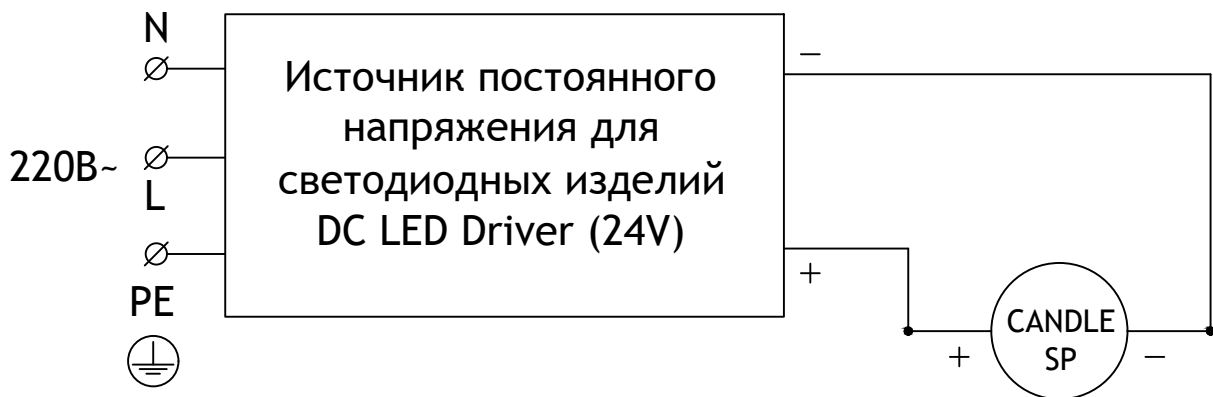 N
220В~
L
PE
Источник постоянного
напряжения для
светодиодных изделий
DC LED Driver (24V)
−
+
CANDLE
SP
+
−